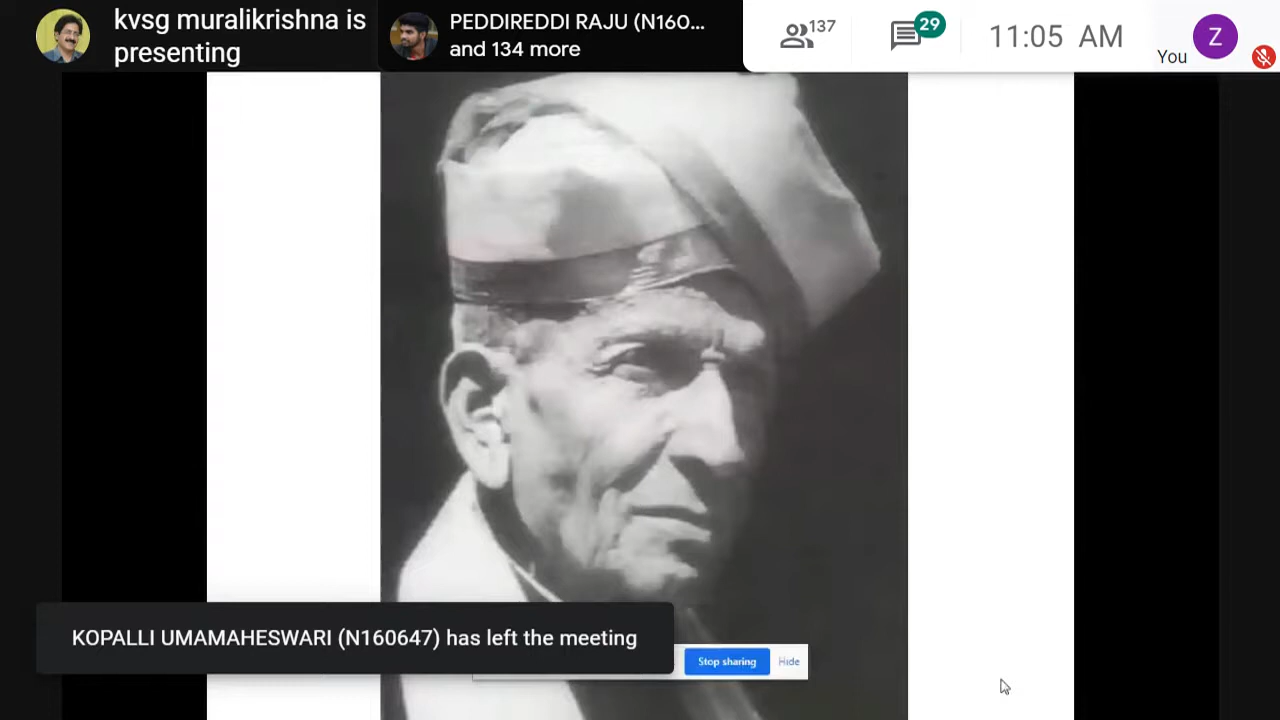 kvsg muralikrishna is
presenting
PEDDIREDDI RAJU (N160...
and 134 more
137
29
11:05 AM
You
Z
KOPALLI UMAMAHESWARI (N160647) has left the meeting
Stop sharing
Hide